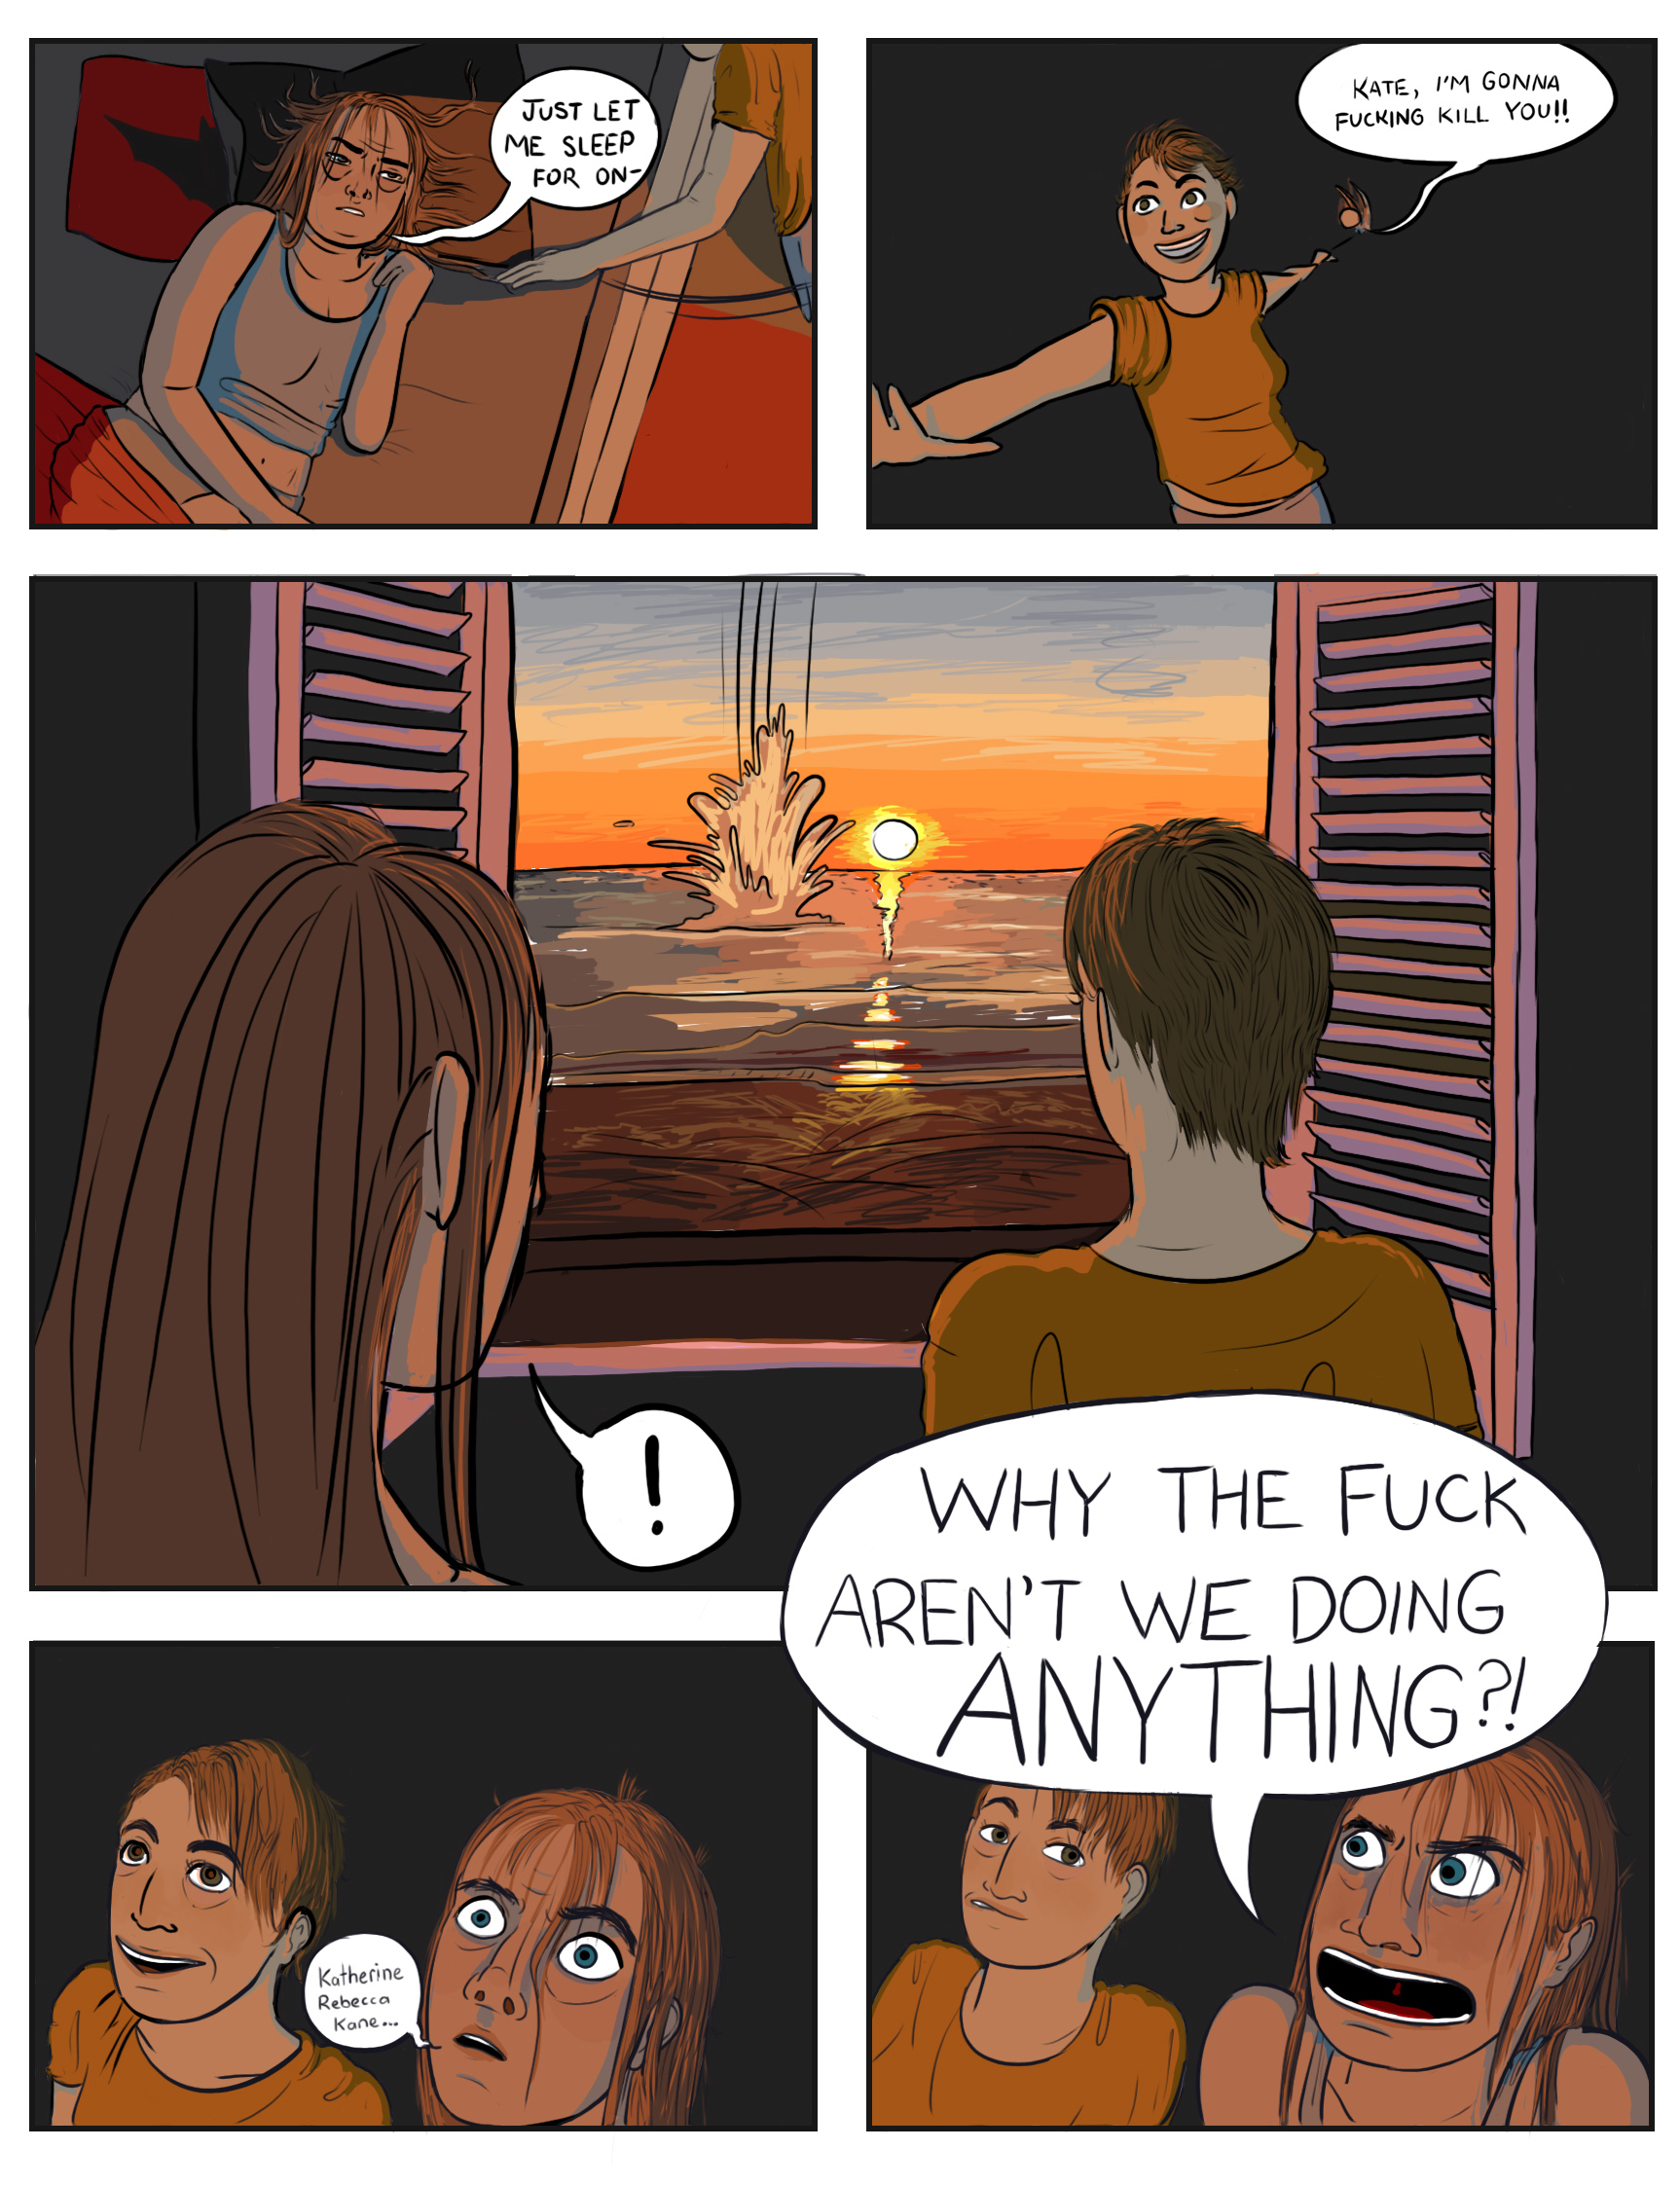 JUST LET
ME SLEEP
FOR ON-
KATE, I'M GONNA
FUCKING KILL YOU!!
!
WHY THE FUCK
AREN'T WE DOING
ANYTHING?!
Katherine
Rebecca
Kane...